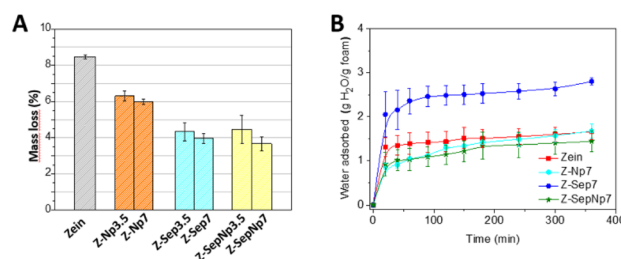 A
Mass loss (%)
10
8
6
4
2
0
Zein
Z-Np3.5
Z-Np7
Z-Sep3.5
Z-Sep7
Z-SepNp3.5
Z-SepNp7
B
Water adsorbed (g H₂O/g foam)
4
3
2
1
0
0
100
200
300
400
Time (min)
Zein
Z-Np7
Z-Sep7
Z-SepNp7